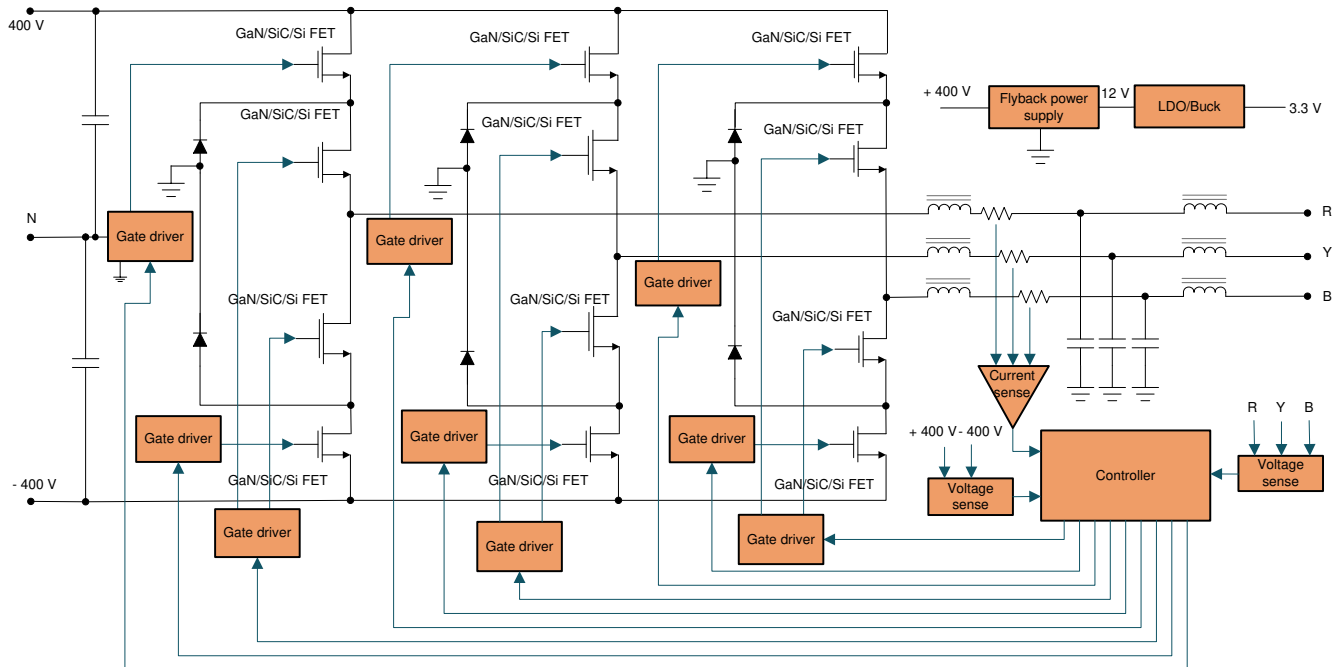 400 V
GaN/SiC/Si FET
GaN/SiC/Si FET
GaN/SiC/Si FET
+ 400 V
Flyback power
supply
12 V
LDO/Buck
3.3 V
GaN/SiC/Si FET
GaN/SiC/Si FET
GaN/SiC/Si FET
N
Gate driver
Gate driver
Gate driver
R
Y
B
GaN/SiC/Si FET
GaN/SiC/Si FET
GaN/SiC/Si FET
Current
sense
Gate driver
Gate driver
Gate driver
+ 400 V
- 400 V
R
Y
B
Voltage
sense
Controller
Voltage
sense
- 400 V
GaN/SiC/Si FET
GaN/SiC/Si FET
GaN/SiC/Si FET
Gate driver
Gate driver
Gate driver